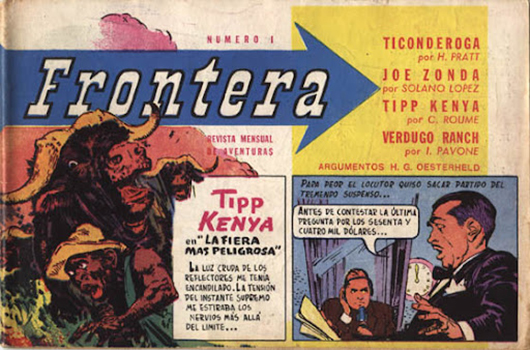 NUMERO 1
Frontera
REVISTA MENSUAL
DE AVENTURAS
TICONDEROGA
por H. PRATT
JOE ZONDA
por SOLANO LOPEZ
TIPP KENYA
por C. ROUME
VERDUGO RANCH
por I. PAVONE
ARGUMENTOS H. G. OESTERHELD
TIPP
KENYA
en "LA FIERA
MAS PELIGROSA"
LA LUZ CRUDA DE LOS
REFLECTORES ME TENIA
ENCANDILADO. LA TENSIÓN
DEL INSTANTE SUPREMO
ME ESTIRABA LOS
NERVIOS MÁS ALLÁ
DEL LIMITE...
PARA PEOR EL LOCUTOR QUISO SACAR PARTIDO DEL
TREMENDO SUSPENSO...
ANTES DE CONTESTAR LA ÚLTIMA
PREGUNTA POR LOS SESENTA Y
CUATRO MIL DÓLARES...